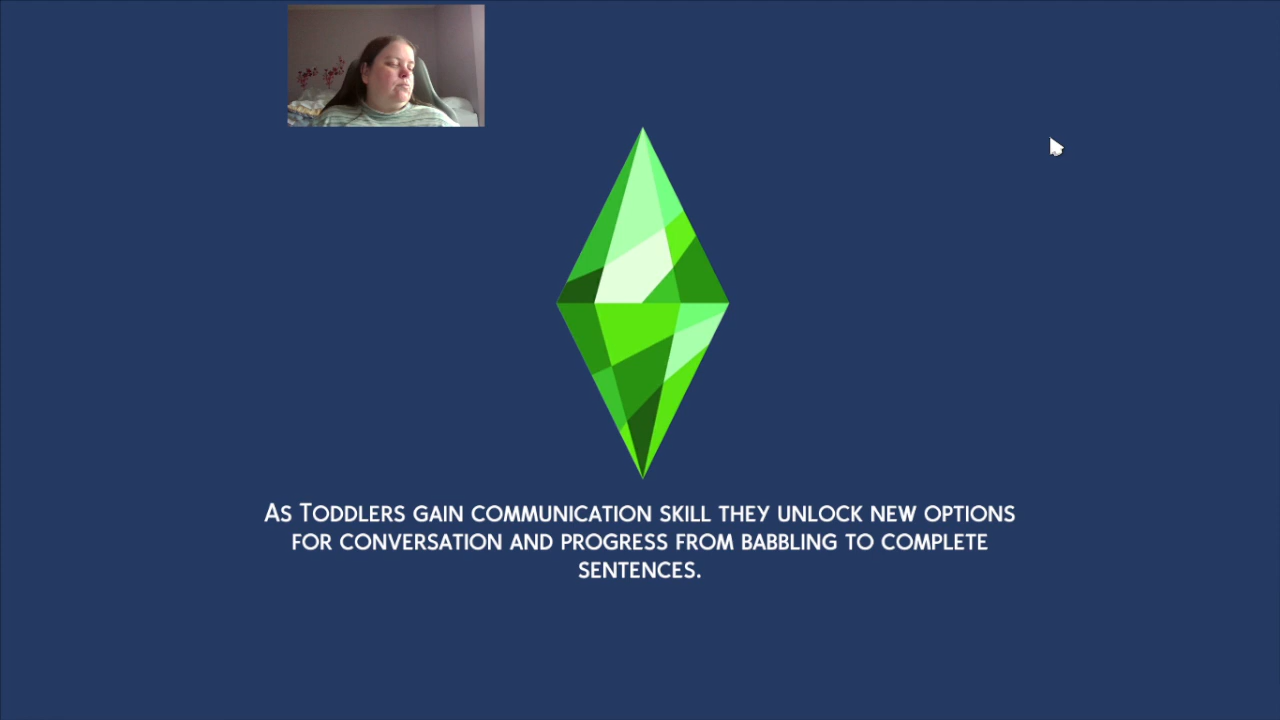 As Toddlers gain communication skill they unlock new options
for conversation and progress from babbling to complete
sentences.